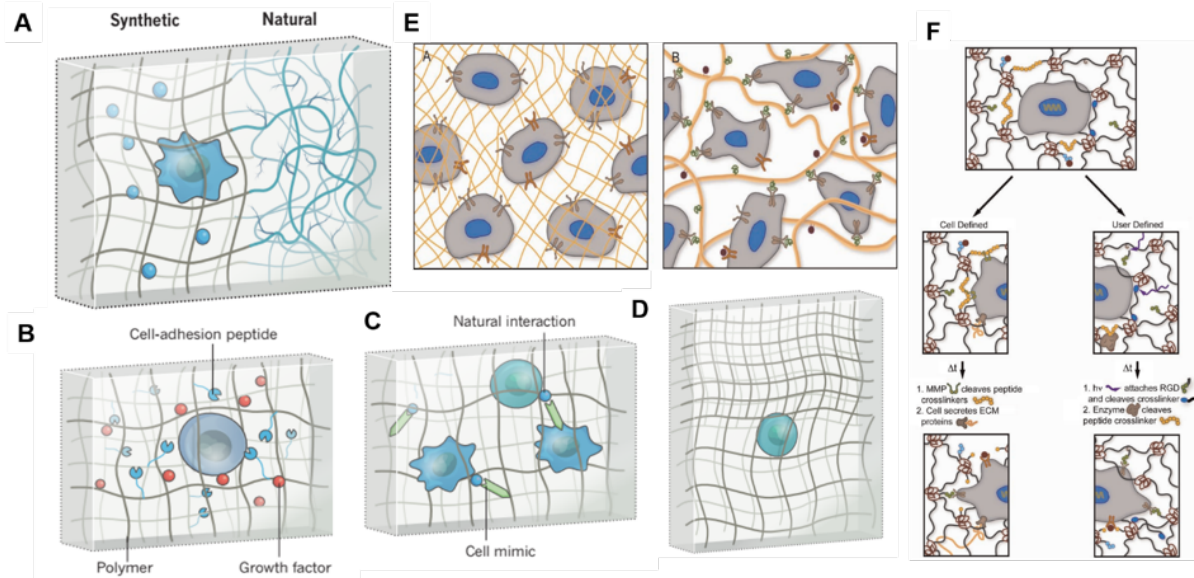 A
Synthetic Natural
B
Cell-adhesion peptide
Polymer
Growth factor
C
Natural interaction
Cell mimic
D
E
A
B
F
Cell Defined
User Defined
Δt
1. MMP cleaves peptide
crosslinkers
2. Cell secretes ECM
proteins
Δt
1. hν attaches RGD
and cleaves crosslinker
2. Enzyme cleaves
peptide crosslinker